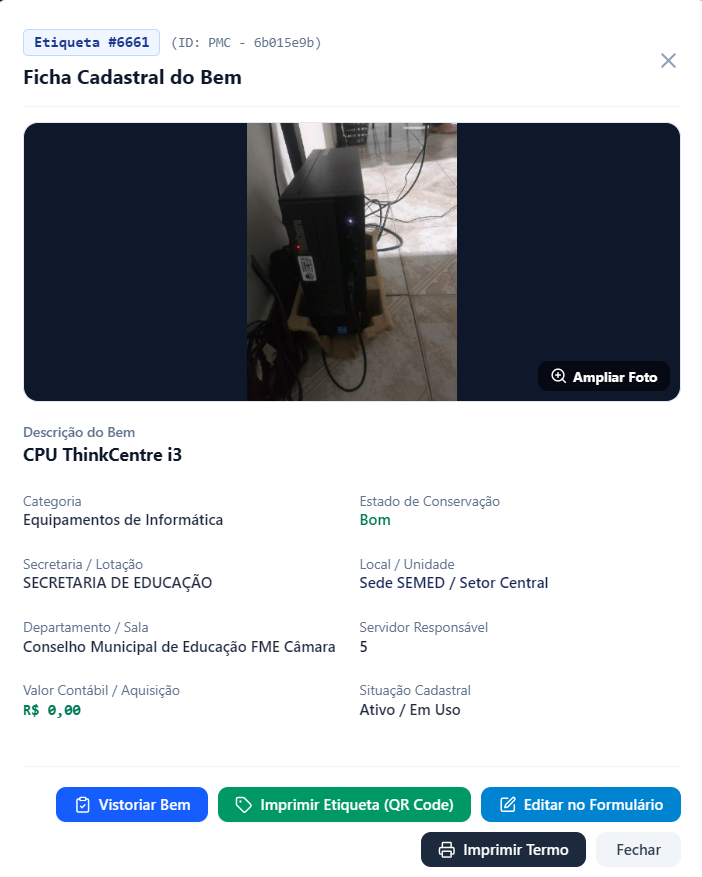 Etiqueta #6661 (ID: PMC - 6b015e9b)
Ficha Cadastral do Bem
Ampliar Foto
Descrição do Bem
CPU ThinkCentre i3
Categoria
Equipamentos de Informática
Estado de Conservação
Bom
Secretaria / Lotação
SECRETARIA DE EDUCAÇÃO
Local / Unidade
Sede SEMED / Setor Central
Departamento / Sala
Conselho Municipal de Educação FME Câmara
Servidor Responsável
5
Valor Contábil / Aquisição
R$ 0,00
Situação Cadastral
Ativo / Em Uso
Vistoriar Bem
Imprimir Etiqueta (QR Code)
Editar no Formulário
Imprimir Termo
Fechar